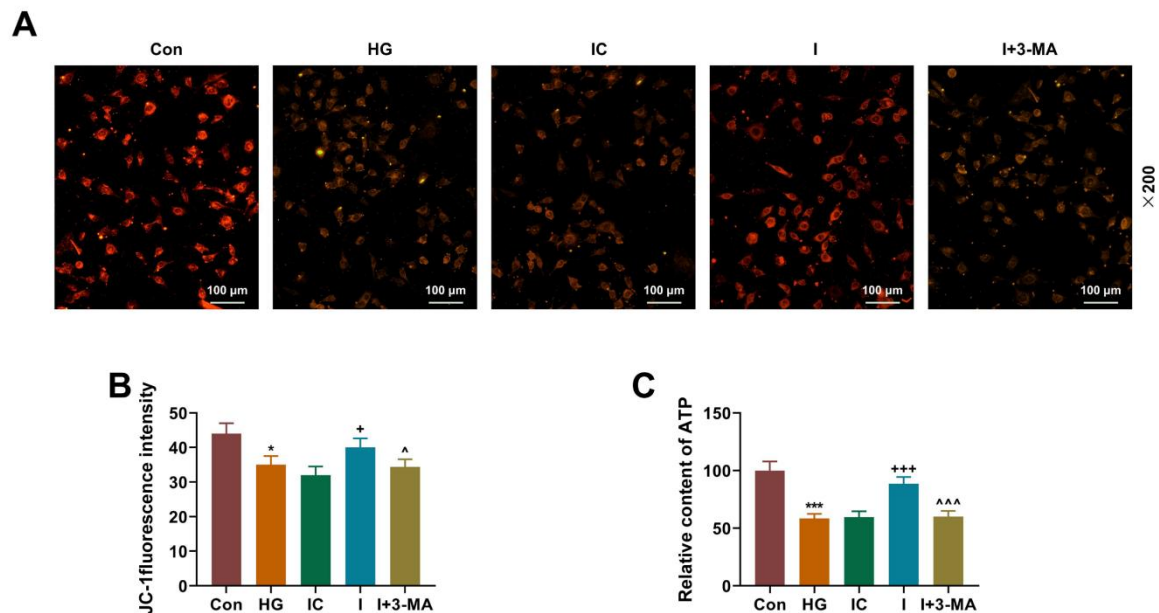 A
Con HG IC I I+3-MA
100 μm 100 μm 100 μm 100 μm 100 μm
×200
B
JC-1fluorescence intensity
50
40
30
20
10
0
* + ^
Con HG IC I I+3-MA
C
Relative content of ATP
150
100
50
0
*** +++ ^^^
Con HG IC I I+3-MA